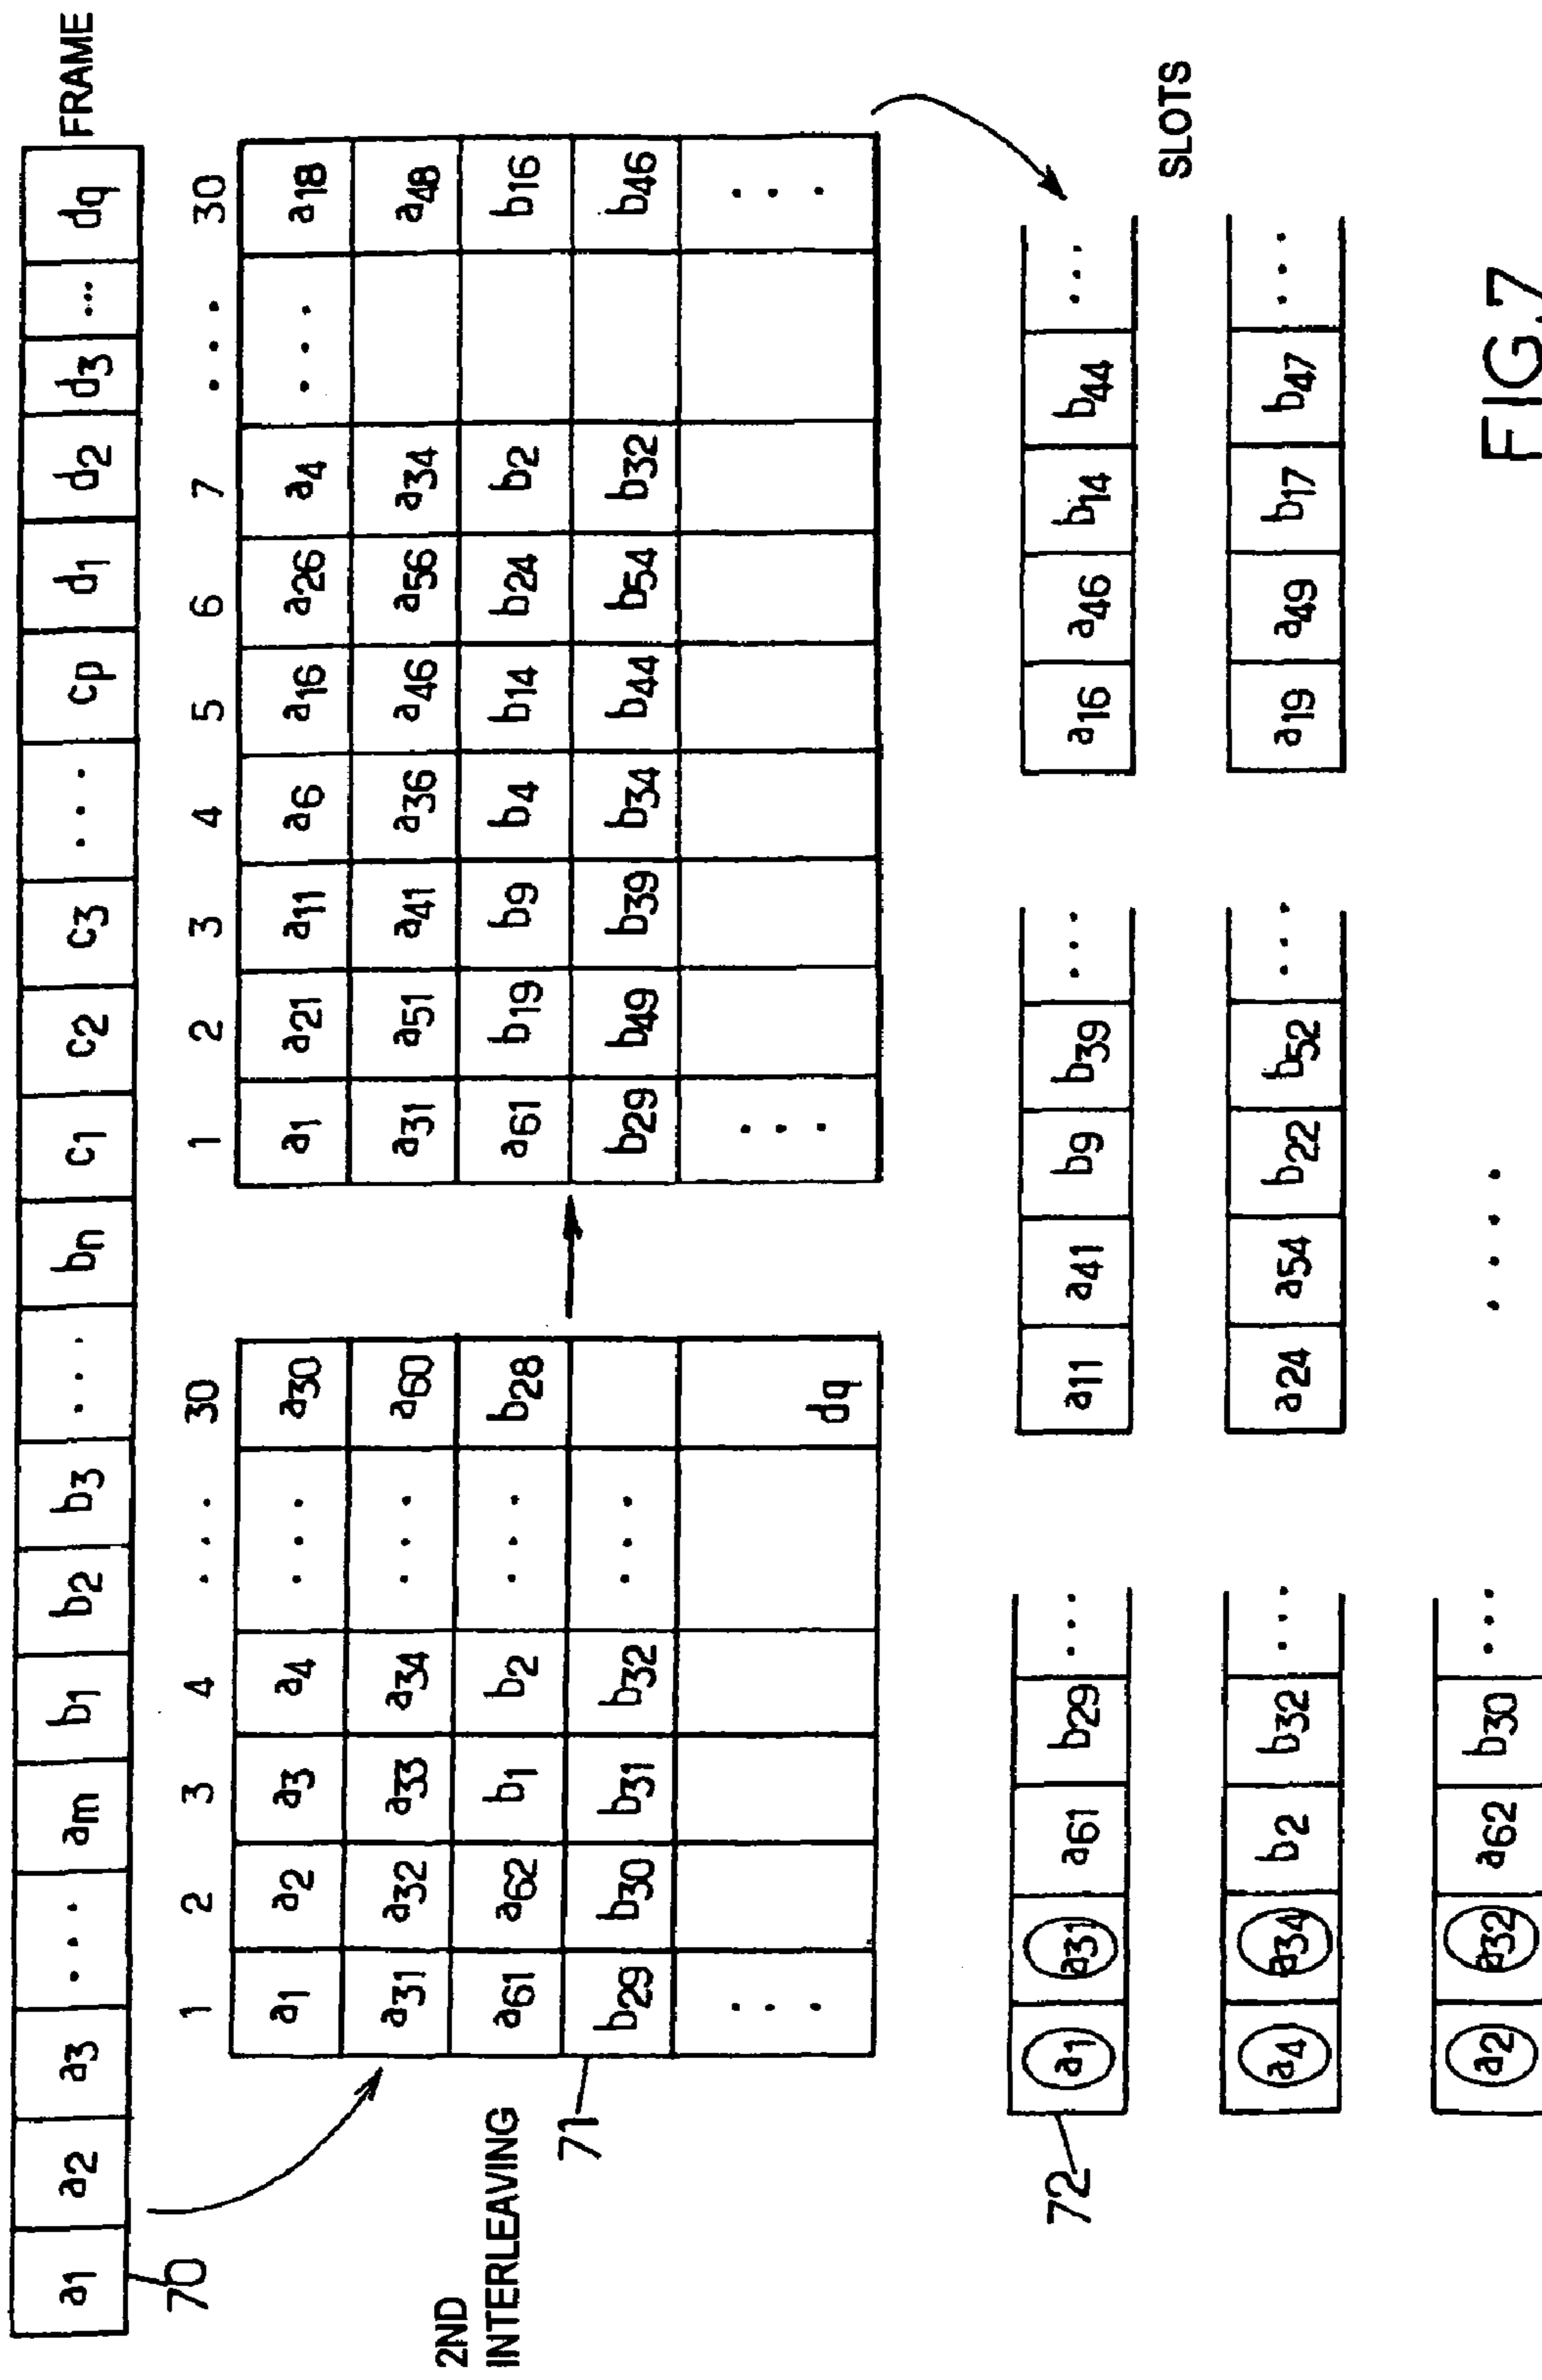 a1 a2 a3 ... am b1 b2 b3 ... bn c1 c2 c3 ... cp d1 d2 d3 ... dq FRAME
70
1 2 3 4 ... 30
a1 a2 a3 a4 ... a30
a31 a32 a33 a34 ... a60
a61 a62 b1 b2 ... b28
b29 b30 b31 b32 ...
...
dq
2ND
INTERLEAVING
71
1 2 3 4 5 6 7 ... 30
a1 a21 a11 a6 a16 a26 a4 ... a18
a31 a51 a41 a36 a46 a56 a34 a48
a61 b19 b9 b4 b14 b24 b2 b16
b29 b49 b39 b34 b44 b54 b32 b46
... ...
72
a1 a31 a61 b29 ...
a11 a41 b9 b39 ...
a16 a46 b14 b44 ...
SLOTS
a4 a34 b2 b32 ...
a24 a54 b22 b52 ...
a19 a49 b17 b47 ...
a2 a32 a62 b30 ...
....
FIG.7